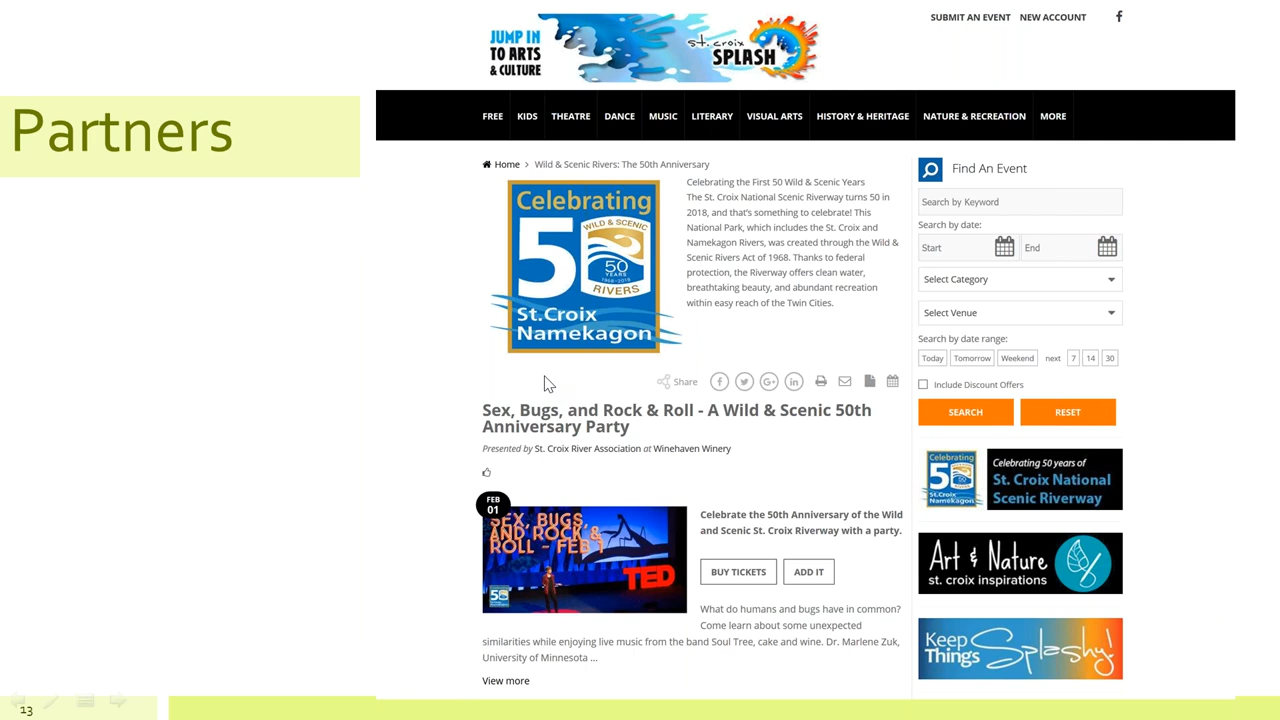 Partners
JUMP IN
TO ARTS
& CULTURE
st. croix
SPLASH
SUBMIT AN EVENT NEW ACCOUNT
FREE KIDS THEATRE DANCE MUSIC LITERARY VISUAL ARTS HISTORY & HERITAGE NATURE & RECREATION MORE
Home > Wild & Scenic Rivers: The 50th Anniversary
Celebrating
50
WILD & SCENIC
50
YEARS
1968-2018
RIVERS
St.Croix
Namekagon
Celebrating the First 50 Wild & Scenic Years
The St. Croix National Scenic Riverway turns 50 in
2018, and that's something to celebrate! This
National Park, which includes the St. Croix and
Namekagon Rivers, was created through the Wild &
Scenic Rivers Act of 1968. Thanks to federal
protection, the Riverway offers clean water,
breathtaking beauty, and abundant recreation
within easy reach of the Twin Cities.
Share
Sex, Bugs, and Rock & Roll - A Wild & Scenic 50th
Anniversary Party
Presented by St. Croix River Association at Winehaven Winery
FEB
01
SEX, BUGS,
AND ROCK &
ROLL - FEB 1
TED
50
Celebrate the 50th Anniversary of the Wild
and Scenic St. Croix Riverway with a party.
BUY TICKETS ADD IT
What do humans and bugs have in common?
Come learn about some unexpected
similarities while enjoying live music from the band Soul Tree, cake and wine. Dr. Marlene Zuk,
University of Minnesota ...
View more
Find An Event
Search by Keyword
Search by date:
Start End
Select Category
Select Venue
Search by date range:
Today Tomorrow Weekend next 7 14 30
Include Discount Offers
SEARCH RESET
Celebrating
50
St.Croix
Namekagon
Celebrating 50 years of
St. Croix National
Scenic Riverway
Art & Nature
st. croix inspirations
Keep
Things
Splashy!
13